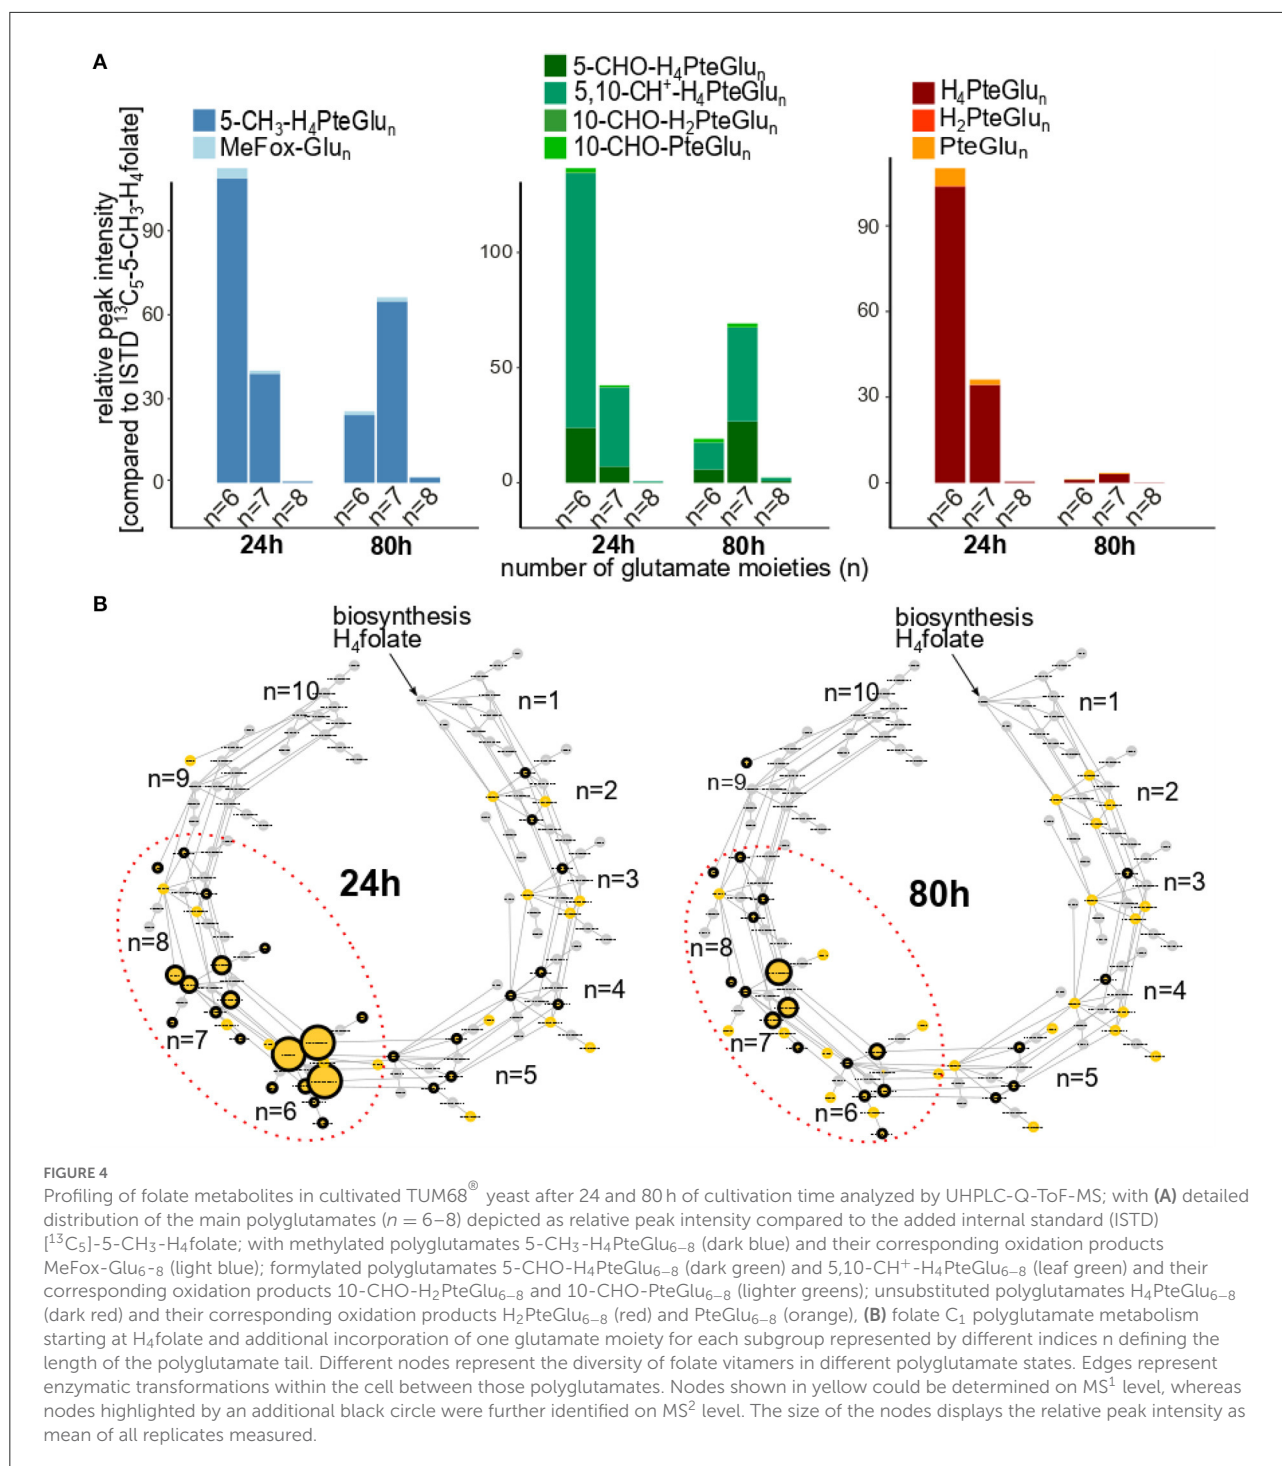 A
5-CH₃-H₄PteGluₙ
MeFox-Gluₙ
5-CHO-H₄PteGluₙ
5,10-CH⁺-H₄PteGluₙ
10-CHO-H₂PteGluₙ
10-CHO-PteGluₙ
H₄PteGluₙ
H₂PteGluₙ
PteGluₙ
relative peak intensity
[compared to ISTD ¹³C₅-5-CH₃-H₄folate]
90
60
30
0
100
50
0
90
60
30
0
n=6 n=7 n=8 n=6 n=7 n=8
n=6 n=7 n=8 n=6 n=7 n=8
n=6 n=7 n=8 n=6 n=7 n=8
24h 80h 24h 80h 24h 80h
number of glutamate moieties (n)
B
biosynthesis
H₄folate
n=10
n=1
n=9
n=2
24h
n=3
n=8
n=4
n=7
n=5
n=6
biosynthesis
H₄folate
n=10
n=1
n=9
n=2
80h
n=3
n=8
n=4
n=7
n=5
n=6
FIGURE 4
Profiling of folate metabolites in cultivated TUM68® yeast after 24 and 80 h of cultivation time analyzed by UHPLC-Q-ToF-MS; with (A) detailed
distribution of the main polyglutamates (n = 6–8) depicted as relative peak intensity compared to the added internal standard (ISTD)
[¹³C₅]-5-CH₃-H₄folate; with methylated polyglutamates 5-CH₃-H₄PteGlu₆₋₈ (dark blue) and their corresponding oxidation products
MeFox-Glu₆-₈ (light blue); formylated polyglutamates 5-CHO-H₄PteGlu₆₋₈ (dark green) and 5,10-CH⁺-H₄PteGlu₆₋₈ (leaf green) and their
corresponding oxidation products 10-CHO-H₂PteGlu₆₋₈ and 10-CHO-PteGlu₆₋₈ (lighter greens); unsubstituted polyglutamates H₄PteGlu₆₋₈
(dark red) and their corresponding oxidation products H₂PteGlu₆₋₈ (red) and PteGlu₆₋₈ (orange), (B) folate C₁ polyglutamate metabolism
starting at H₄folate and additional incorporation of one glutamate moiety for each subgroup represented by different indices n defining the
length of the polyglutamate tail. Different nodes represent the diversity of folate vitamers in different polyglutamate states. Edges represent
enzymatic transformations within the cell between those polyglutamates. Nodes shown in yellow could be determined on MS¹ level, whereas
nodes highlighted by an additional black circle were further identified on MS² level. The size of the nodes displays the relative peak intensity as
mean of all replicates measured.